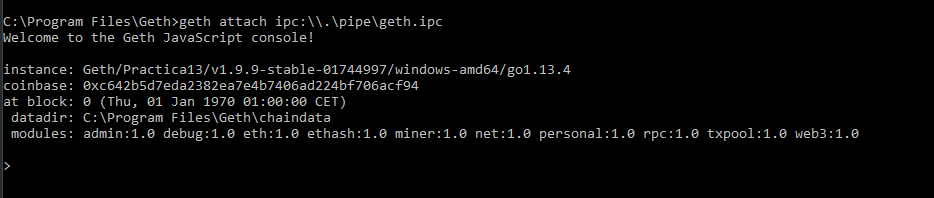 C:\Program Files\Geth>geth attach ipc:\\.\pipe\geth.ipc
Welcome to the Geth JavaScript console!
instance: Geth/Practica13/v1.9.9-stable-01744997/windows-amd64/go1.13.4
coinbase: 0xc642b5d7eda2382ea7e4b7406ad224bf706acf94
at block: 0 (Thu, 01 Jan 1970 01:00:00 CET)
 datadir: C:\Program Files\Geth\chaindata
 modules: admin:1.0 debug:1.0 eth:1.0 ethash:1.0 miner:1.0 net:1.0 personal:1.0 rpc:1.0 txpool:1.0 web3:1.0
>